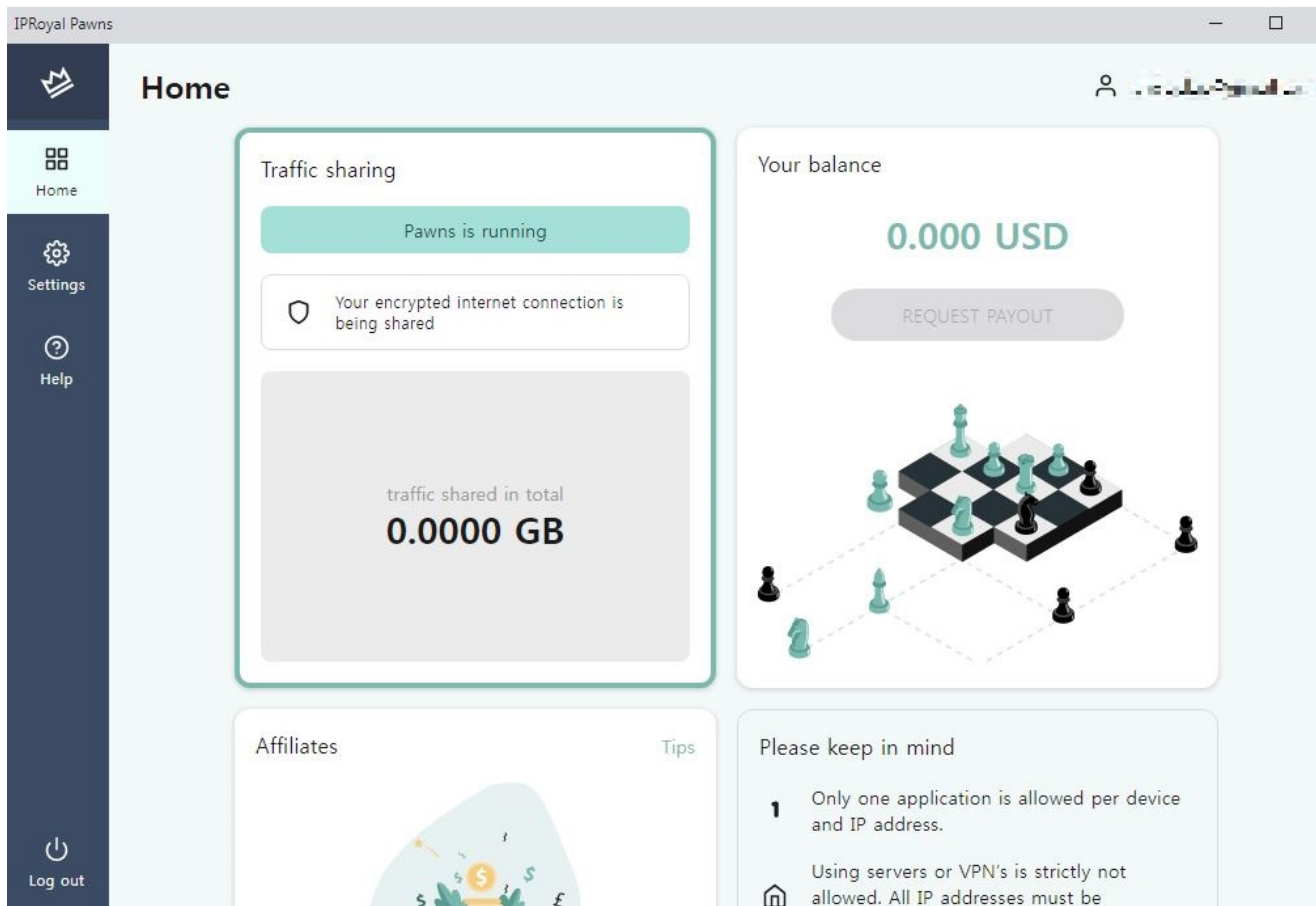 IPRoyal Pawns
Home
Home
Settings
Help
Log out
Traffic sharing
Pawns is running
Your encrypted internet connection is
being shared
traffic shared in total
0.0000 GB
Your balance
0.000 USD
REQUEST PAYOUT
Affiliates
Tips
$
$
$
£
Please keep in mind
1
Only one application is allowed per device
and IP address.
Using servers or VPN's is strictly not
allowed. All IP addresses must be